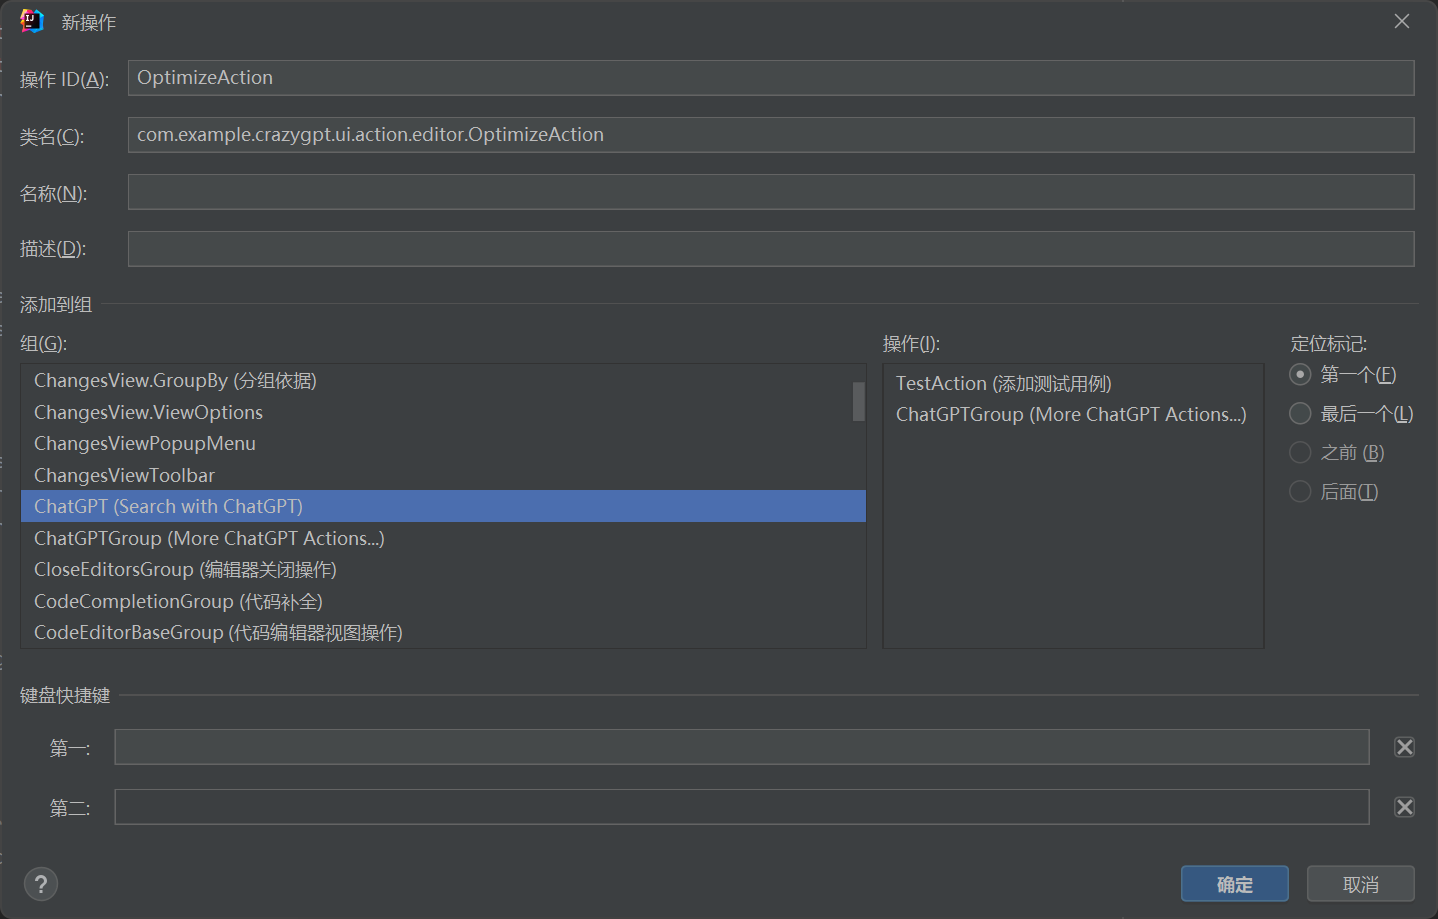 新操作
操作 ID(A): OptimizeAction
类名(C): com.example.crazygpt.ui.action.editor.OptimizeAction
名称(N):
描述(D):
添加到组
组(G):
ChangesView.GroupBy (分组依据)
ChangesView.ViewOptions
ChangesViewPopupMenu
ChangesViewToolbar
ChatGPT (Search with ChatGPT)
ChatGPTGroup (More ChatGPT Actions...)
CloseEditorsGroup (编辑器关闭操作)
CodeCompletionGroup (代码补全)
CodeEditorBaseGroup (代码编辑器视图操作)
操作(I):
TestAction (添加测试用例)
ChatGPTGroup (More ChatGPT Actions...)
定位标记:
第一个(F)
最后一个(L)
之前 (B)
后面(T)
键盘快捷键
第一:
第二:
?
确定
取消